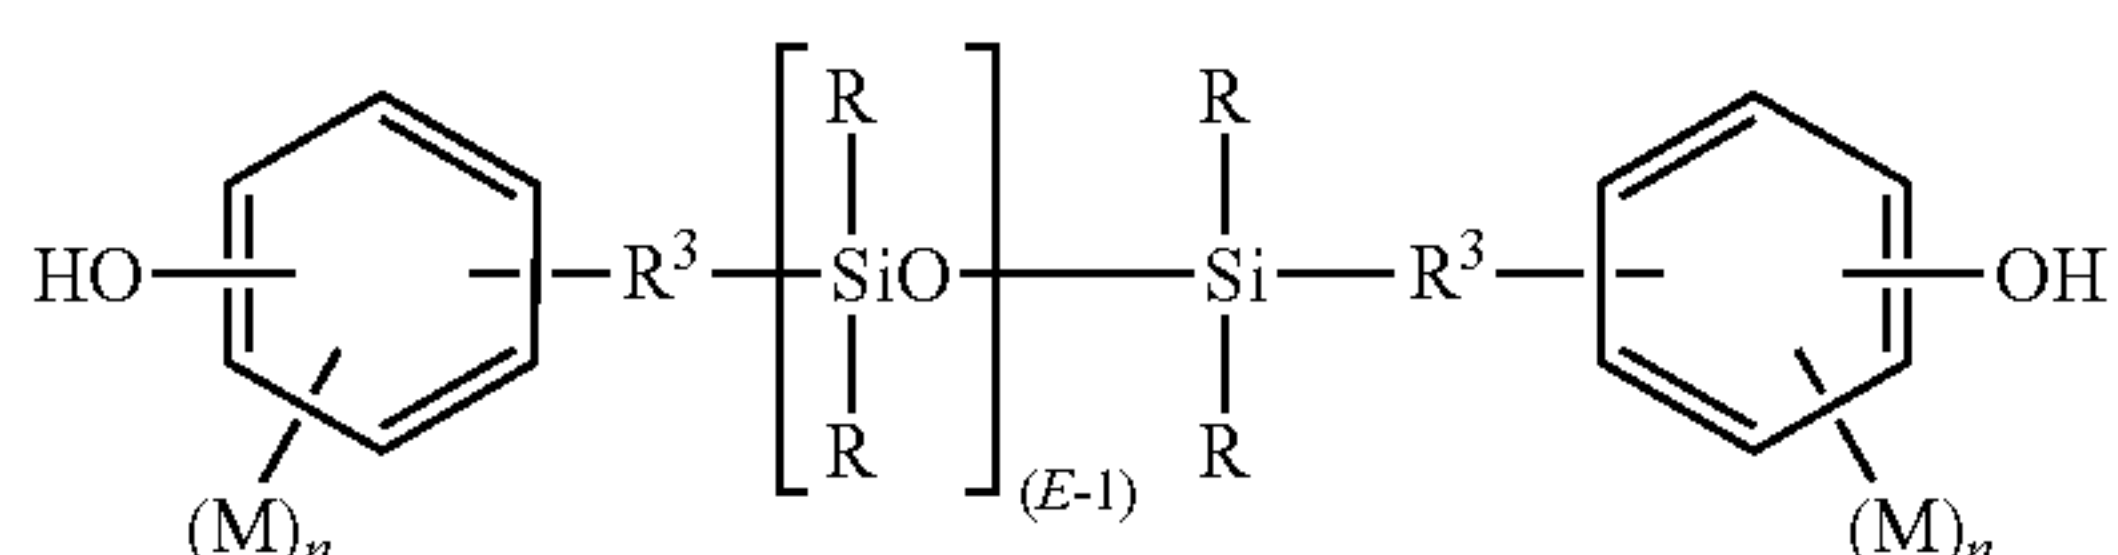 R R
HO R³ SiO Si R³ OH
R R
(E-1)
(M)n (M)n